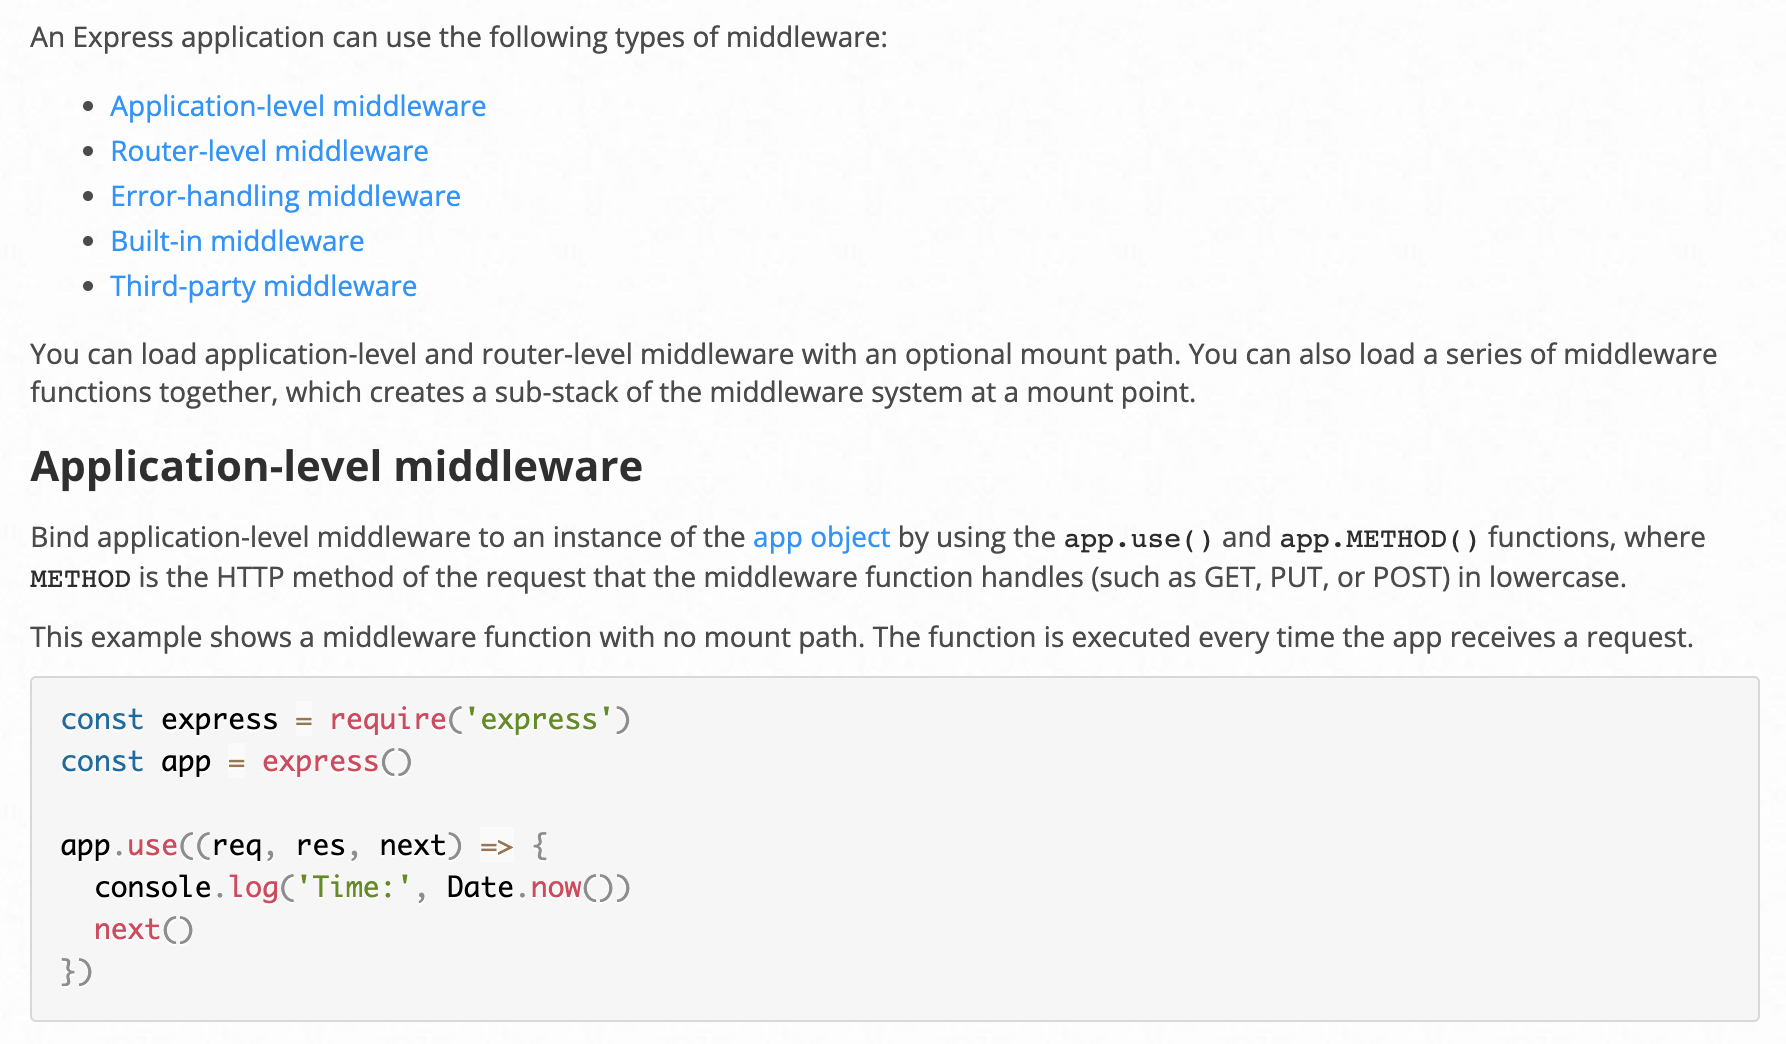 An Express application can use the following types of middleware:
• Application-level middleware
• Router-level middleware
• Error-handling middleware
• Built-in middleware
• Third-party middleware
You can load application-level and router-level middleware with an optional mount path. You can also load a series of middleware
functions together, which creates a sub-stack of the middleware system at a mount point.
Application-level middleware
Bind application-level middleware to an instance of the app object by using the app.use() and app.METHOD() functions, where
METHOD is the HTTP method of the request that the middleware function handles (such as GET, PUT, or POST) in lowercase.
This example shows a middleware function with no mount path. The function is executed every time the app receives a request.
const express = require('express')
const app = express()

app.use((req, res, next) => {
  console.log('Time:', Date.now())
  next()
})